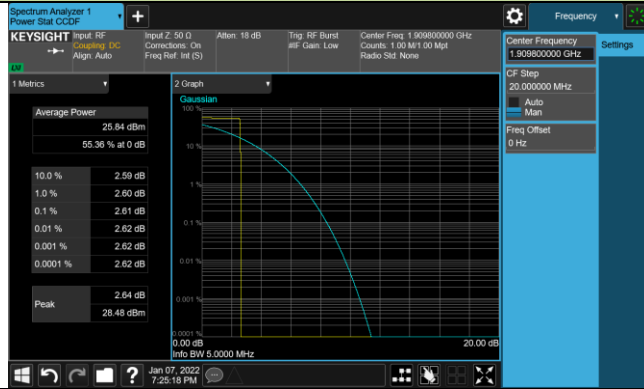 Spectrum Analyzer 1
Power Stat CCDF
Frequency
KEYSIGHT
Input: RF
Coupling: DC
Align: Auto
Input Z: 50 Ω
Corrections: On
Freq Ref: Int (S)
Atten: 18 dB
Trig: RF Burst
#IF Gain: Low
Center Freq: 1.909800000 GHz
Counts: 1.00 M/1.00 Mpt
Radio Std: None
Center Frequency
1.909800000 GHz
Settings
CF Step
20.000000 MHz
Auto
Man
Freq Offset
0 Hz
1 Metrics
Average Power
25.84 dBm
55.36 % at 0 dB
10.0 % 2.59 dB
1.0 % 2.60 dB
0.1 % 2.61 dB
0.01 % 2.62 dB
0.001 % 2.62 dB
0.0001 % 2.62 dB
Peak
2.64 dB
28.48 dBm
2 Graph
Gaussian
100 %
10 %
1 %
0.1 %
0.01 %
0.001 %
0.0001 %
0.00 dB
20.00 dB
Info BW 5.0000 MHz
Jan 07, 2022
7:25:18 PM